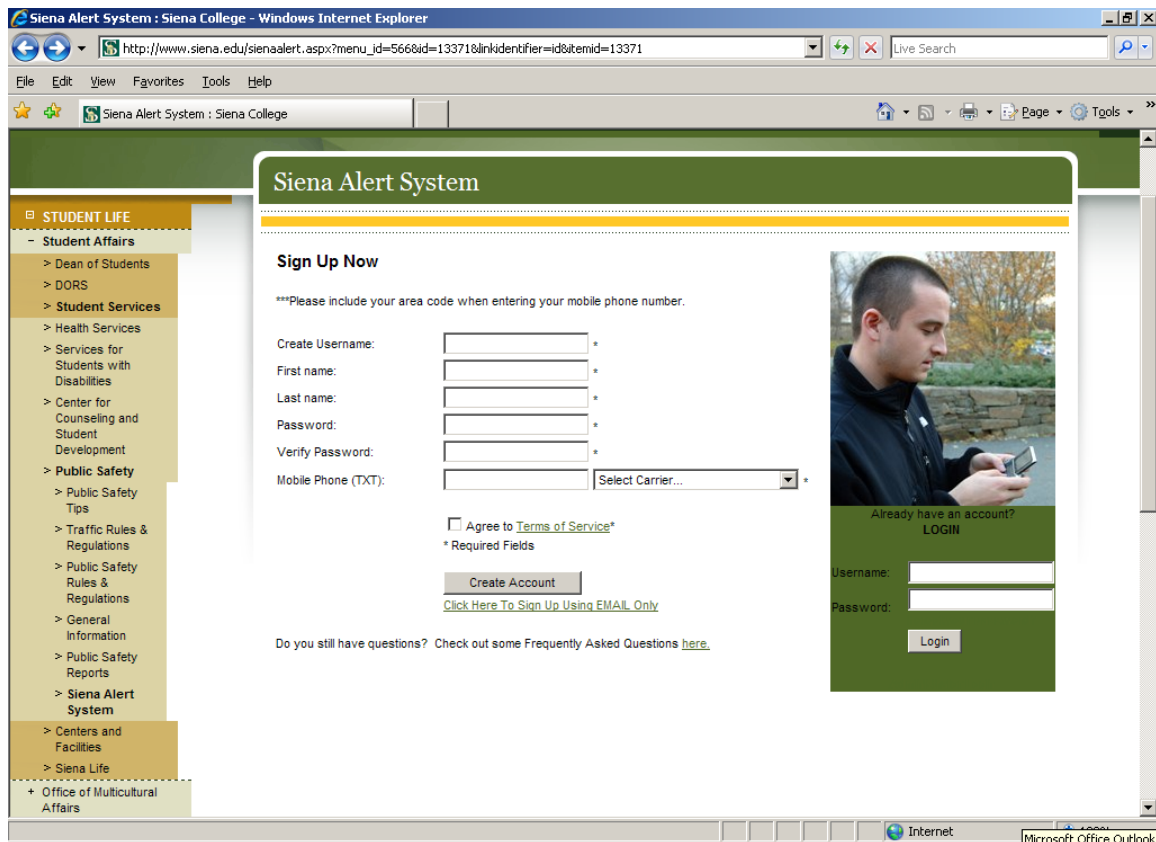 Siena Alert System : Siena College - Windows Internet Explorer
http://www.siena.edu/sienaalert.aspx?menu_id=566&id=13371&linkidentifier=id&itemid=13371
Live Search
File Edit View Favorites Tools Help
Siena Alert System : Siena College
Page
Tools
Siena Alert System
STUDENT LIFE
- Student Affairs
> Dean of Students
> DORS
> Student Services
> Health Services
> Services for
Students with
Disabilities
> Center for
Counseling and
Student
Development
> Public Safety
> Public Safety
Tips
> Traffic Rules &
Regulations
> Public Safety
Rules &
Regulations
> General
Information
> Public Safety
Reports
> Siena Alert
System
> Centers and
Facilities
> Siena Life
+ Office of Multicultural
Affairs
Sign Up Now
***Please include your area code when entering your mobile phone number.
Create Username: *
First name: *
Last name: *
Password: *
Verify Password: *
Mobile Phone (TXT): Select Carrier... *
Agree to Terms of Service*
* Required Fields
Create Account
Click Here To Sign Up Using EMAIL Only
Do you still have questions? Check out some Frequently Asked Questions here.
Already have an account?
LOGIN
Username:
Password:
Login
Internet
Microsoft Office Outlook